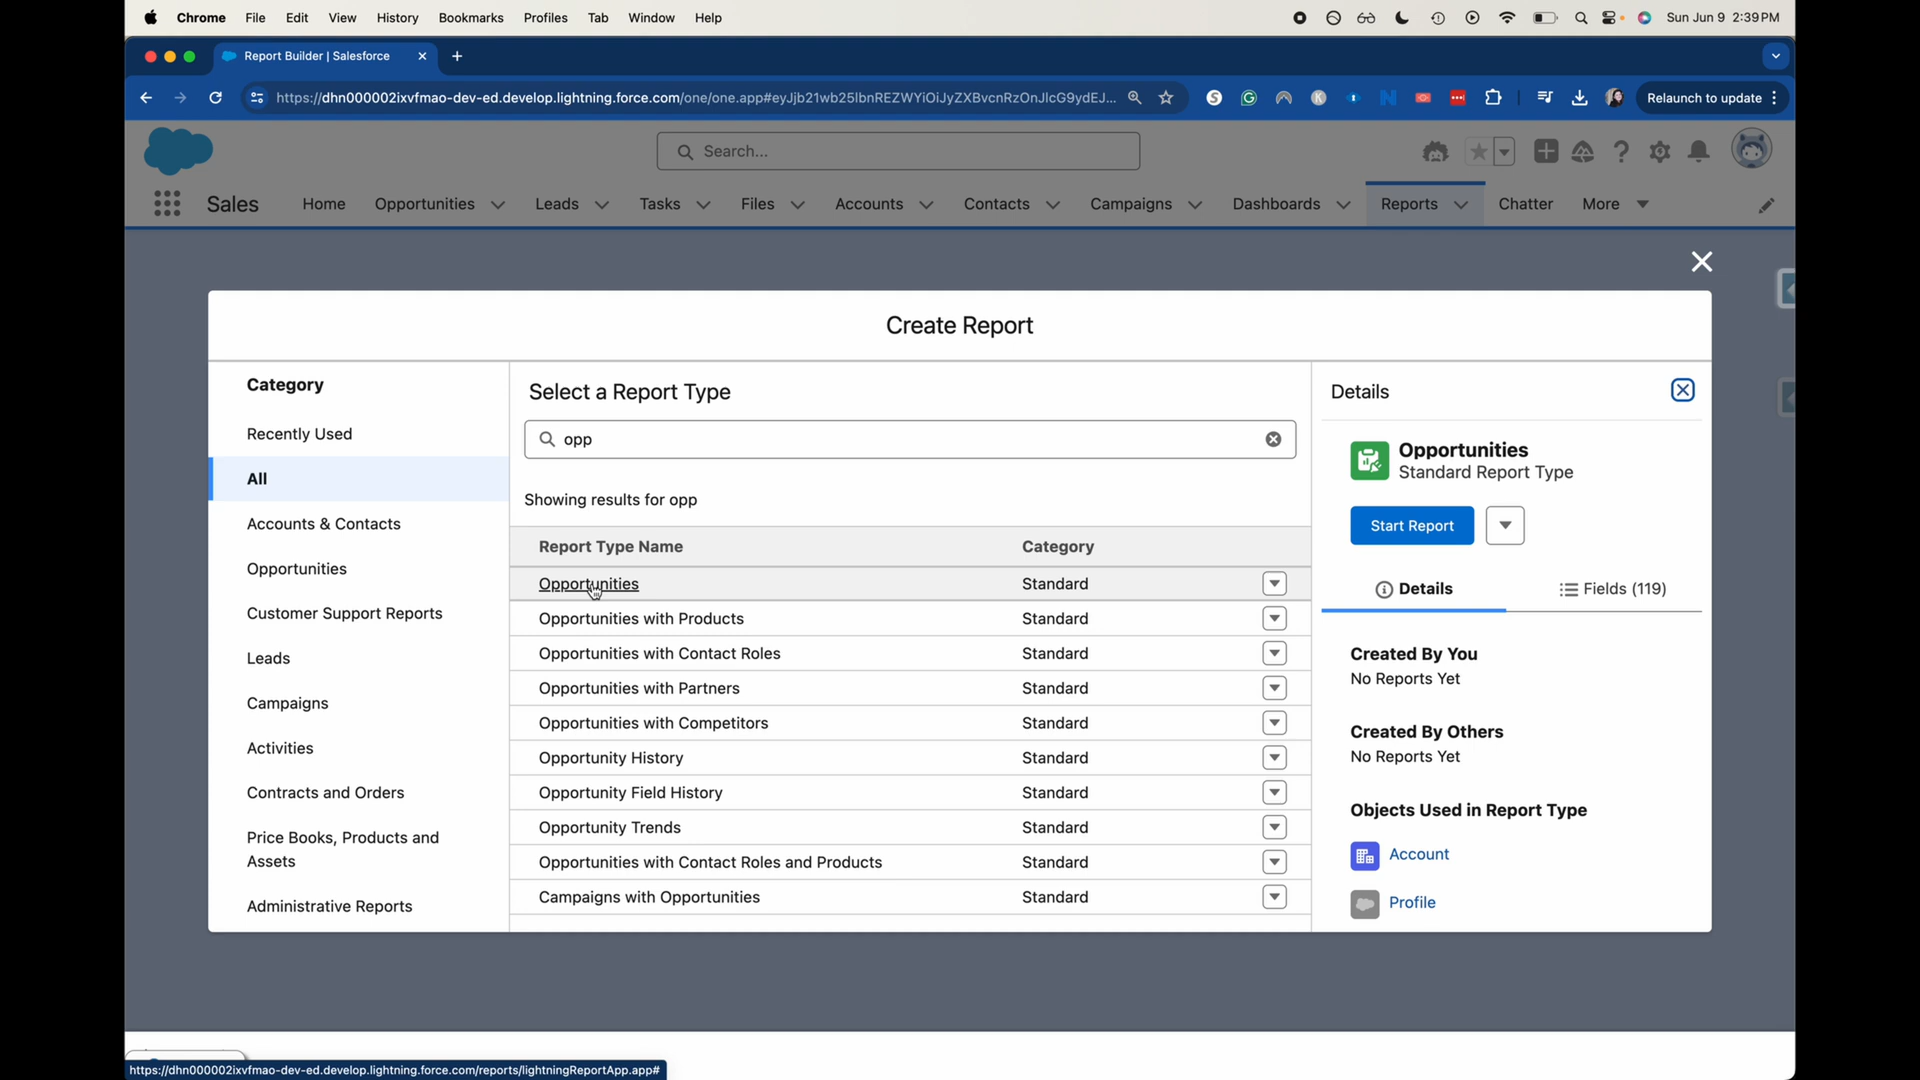 Chrome File Edit View History Bookmarks Profiles Tab Window Help Sun Jun 9 2:39 PM
Report Builder | Salesforce
https://dhn000002ixvfmao-dev-ed.develop.lightning.force.com/one/one.app#eyJjb21wb25lbnREZWYiOiJyZXBvcnRzOnJlcG9ydEJ... Relaunch to update
Search...
Sales Home Opportunities Leads Tasks Files Accounts Contacts Campaigns Dashboards Reports Chatter More
Create Report
Category
Recently Used
All
Accounts & Contacts
Opportunities
Customer Support Reports
Leads
Campaigns
Activities
Contracts and Orders
Price Books, Products and
Assets
Administrative Reports
Select a Report Type
opp
Showing results for opp
Report Type Name Category
Opportunities Standard
Opportunities with Products Standard
Opportunities with Contact Roles Standard
Opportunities with Partners Standard
Opportunities with Competitors Standard
Opportunity History Standard
Opportunity Field History Standard
Opportunity Trends Standard
Opportunities with Contact Roles and Products Standard
Campaigns with Opportunities Standard
Details
Opportunities
Standard Report Type
Start Report
Details Fields (119)
Created By You
No Reports Yet
Created By Others
No Reports Yet
Objects Used in Report Type
Account
Profile
https://dhn000002ixvfmao-dev-ed.develop.lightning.force.com/reports/lightningReportApp.app#